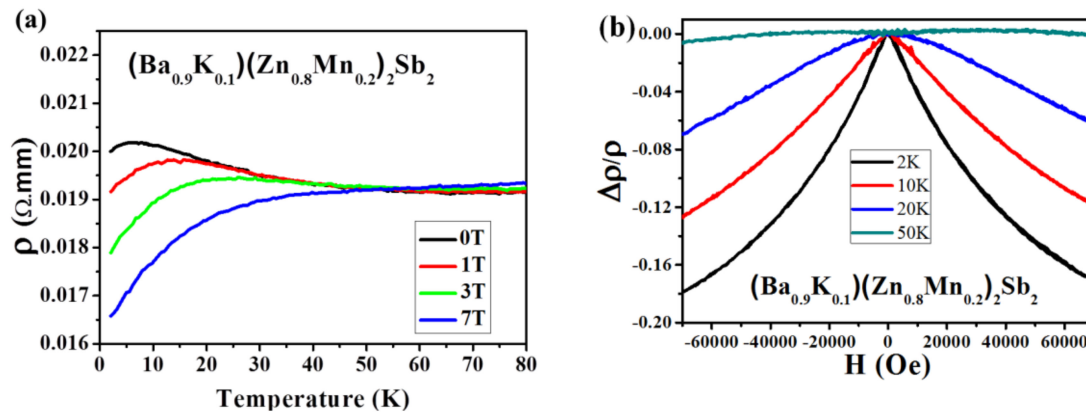 (a)
(Ba0.9K0.1)(Zn0.8Mn0.2)2Sb2
0.022
0.021
0.020
0.019
0.018
0.017
0.016
ρ (Ω.mm)
0T
1T
3T
7T
0 10 20 30 40 50 60 70 80
Temperature (K)
(b)
0.00
-0.04
-0.08
-0.12
-0.16
-0.20
Δρ/ρ
2K
10K
20K
50K
(Ba0.9K0.1)(Zn0.8Mn0.2)2Sb2
-60000 -40000 -20000 0 20000 40000 60000
H (Oe)